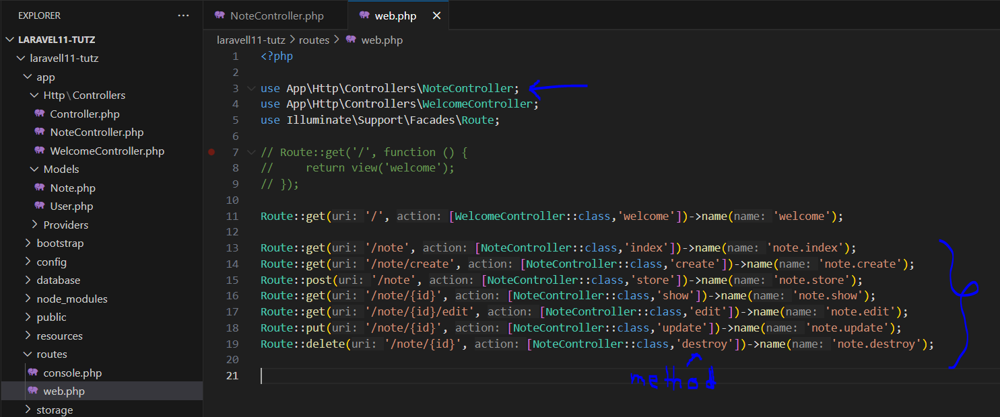 EXPLORER
...
NoteController.php
web.php
LARAVEL11-TUTZ
laravell11-tutz
app
Http\Controllers
Controller.php
NoteController.php
WelcomeController.php
Models
Note.php
User.php
Providers
bootstrap
config
database
node_modules
public
resources
routes
console.php
web.php
storage
laravell11-tutz > routes > web.php
1 <?php
2
3 use App\Http\Controllers\NoteController;
4 use App\Http\Controllers\WelcomeController;
5 use Illuminate\Support\Facades\Route;
6
7 // Route::get('/', function () {
8 //     return view('welcome');
9 // });
10
11 Route::get(uri: '/', action: [WelcomeController::class,'welcome'])->name(name: 'welcome');
12
13 Route::get(uri: '/note', action: [NoteController::class,'index'])->name(name: 'note.index');
14 Route::get(uri: '/note/create', action: [NoteController::class,'create'])->name(name: 'note.create');
15 Route::post(uri: '/note', action: [NoteController::class,'store'])->name(name: 'note.store');
16 Route::get(uri: '/note/{id}', action: [NoteController::class,'show'])->name(name: 'note.show');
17 Route::get(uri: '/note/{id}/edit', action: [NoteController::class,'edit'])->name(name: 'note.edit');
18 Route::put(uri: '/note/{id}', action: [NoteController::class,'update'])->name(name: 'note.update');
19 Route::delete(uri: '/note/{id}', action: [NoteController::class,'destroy'])->name(name: 'note.destroy');
20
21
method